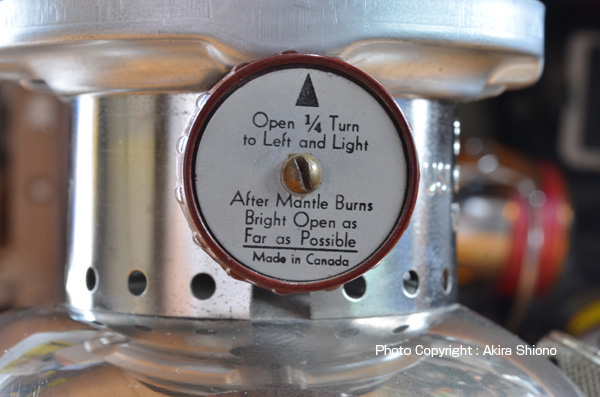 Open ¼ Turn
to Left and Light
After Mantle Burns
Bright Open as
Far as Possible
Made in Canada
Photo Copyright : Akira Shiono